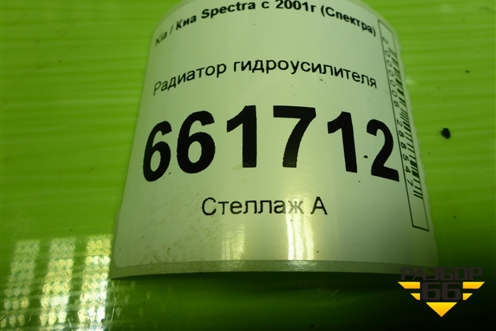 Kia / Киа Spectra с 2001г (Спектра)
Радиатор гидроусилителя
661712
Стеллаж А
РАЗБОР
66